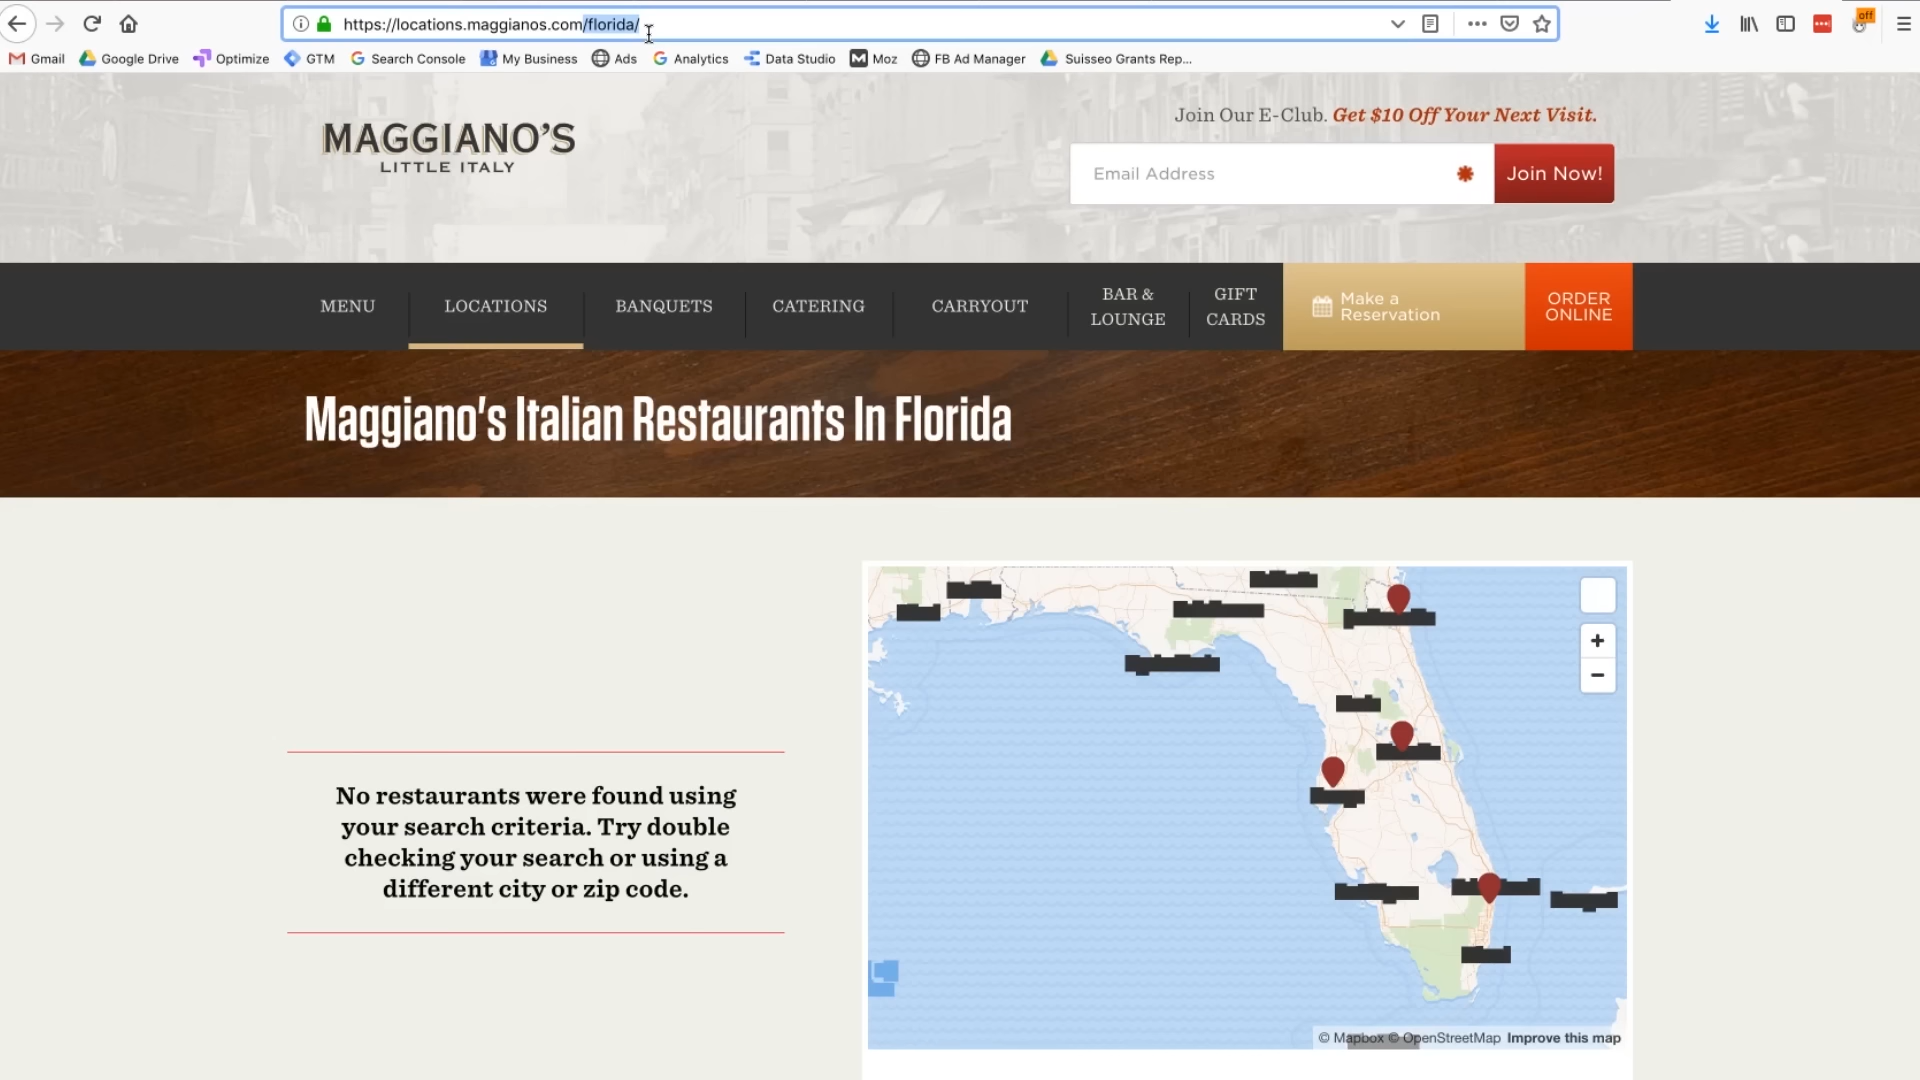 https://locations.maggianos.com/florida/
off
Gmail Google Drive Optimize GTM Search Console My Business Ads Analytics Data Studio Moz FB Ad Manager Suisseo Grants Rep...
Join Our E-Club. Get $10 Off Your Next Visit.
MAGGIANO'S
LITTLE ITALY
Email Address
Join Now!
MENU
LOCATIONS
BANQUETS
CATERING
CARRYOUT
BAR &
LOUNGE
GIFT
CARDS
Make a
Reservation
ORDER
ONLINE
Maggiano's Italian Restaurants In Florida
No restaurants were found using
your search criteria. Try double
checking your search or using a
different city or zip code.
+
−
© Mapbox © OpenStreetMap Improve this map